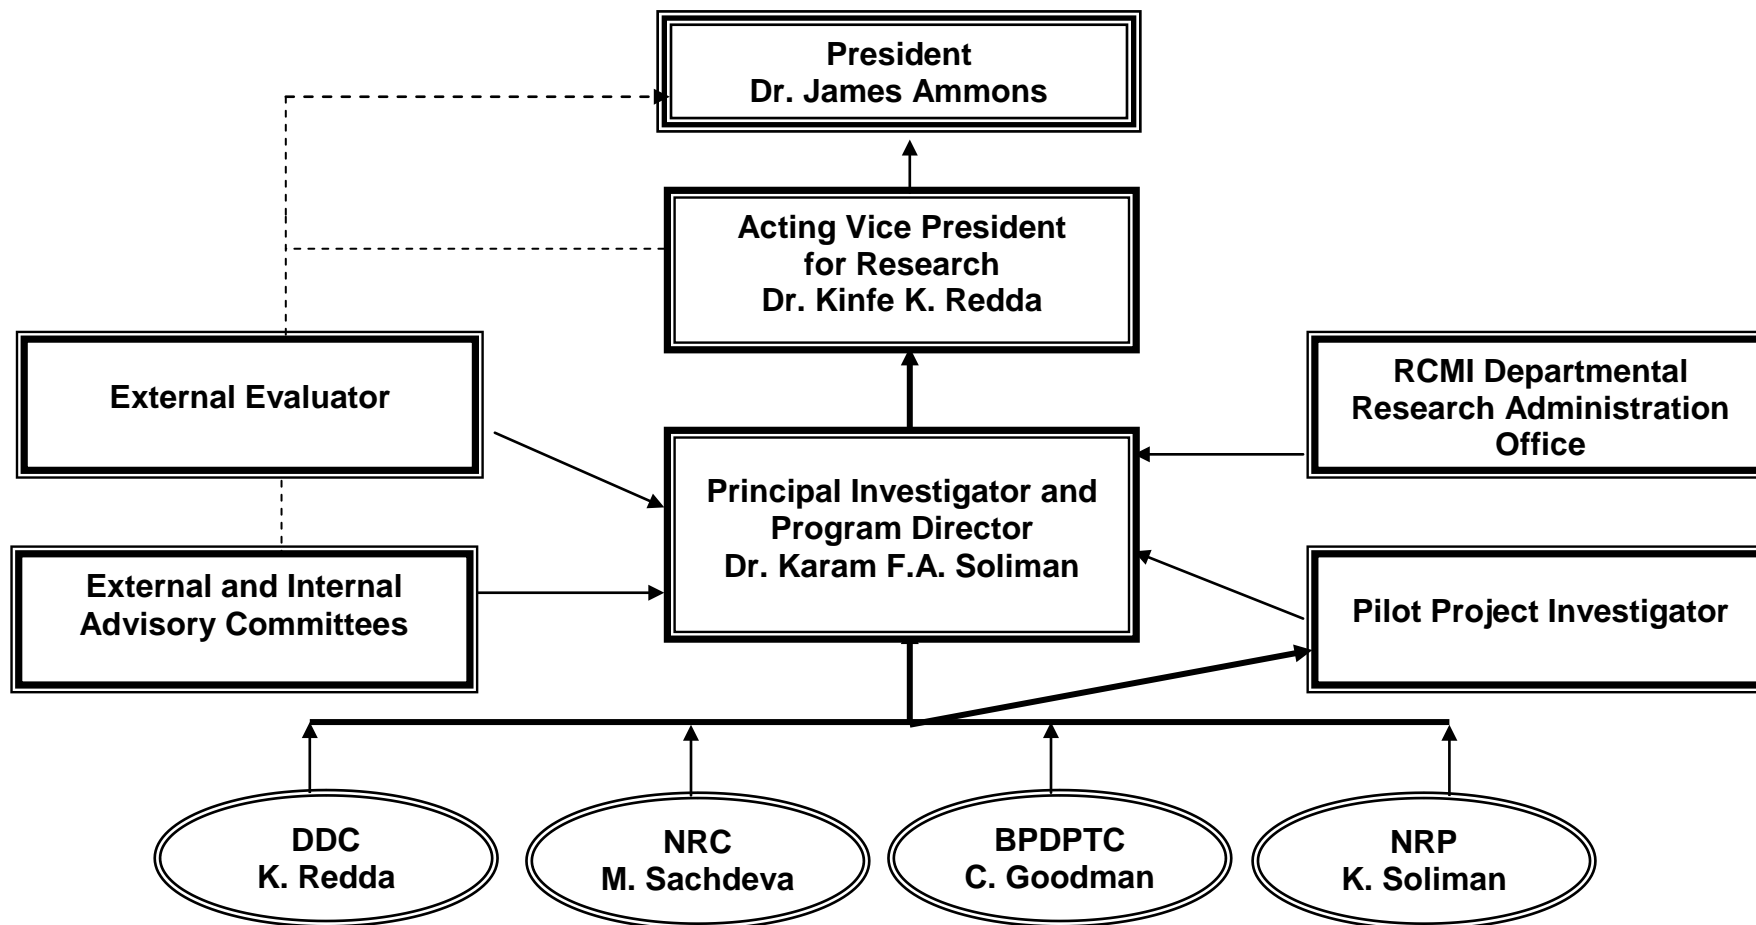 President
Dr. James Ammons
Acting Vice President
for Research
Dr. Kinfe K. Redda
External Evaluator
RCMI Departmental
Research Administration
Office
Principal Investigator and
Program Director
Dr. Karam F.A. Soliman
External and Internal
Advisory Committees
Pilot Project Investigator
DDC
K. Redda
NRC
M. Sachdeva
BPDPTC
C. Goodman
NRP
K. Soliman